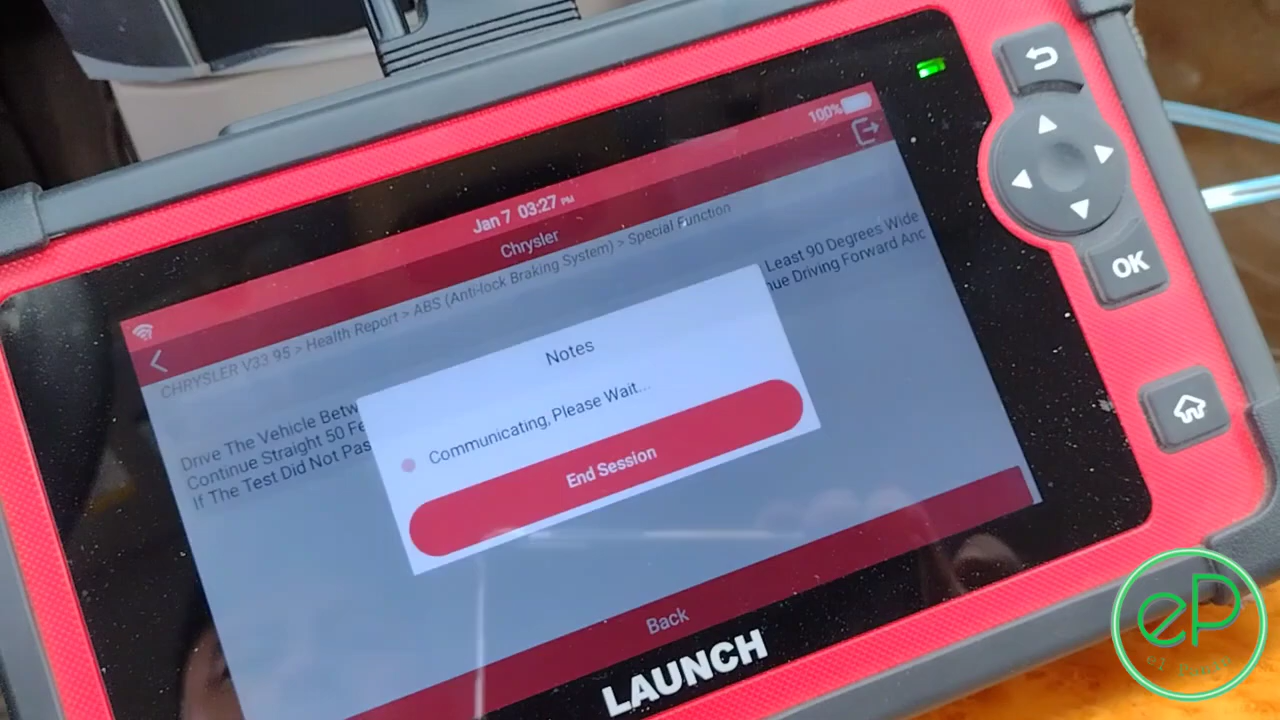 100%
Jan 7 03:27 PM
Chrysler
CHRYSLER V33 95 > Health Report > ABS (Anti-lock Braking System) > Special Function
Drive The Vehicle Betw Least 90 Degrees Wide
Continue Straight 50 Fe nue Driving Forward And
If The Test Did Not Pas
Notes
Communicating, Please Wait...
End Session
Back
LAUNCH
OK
eP
el